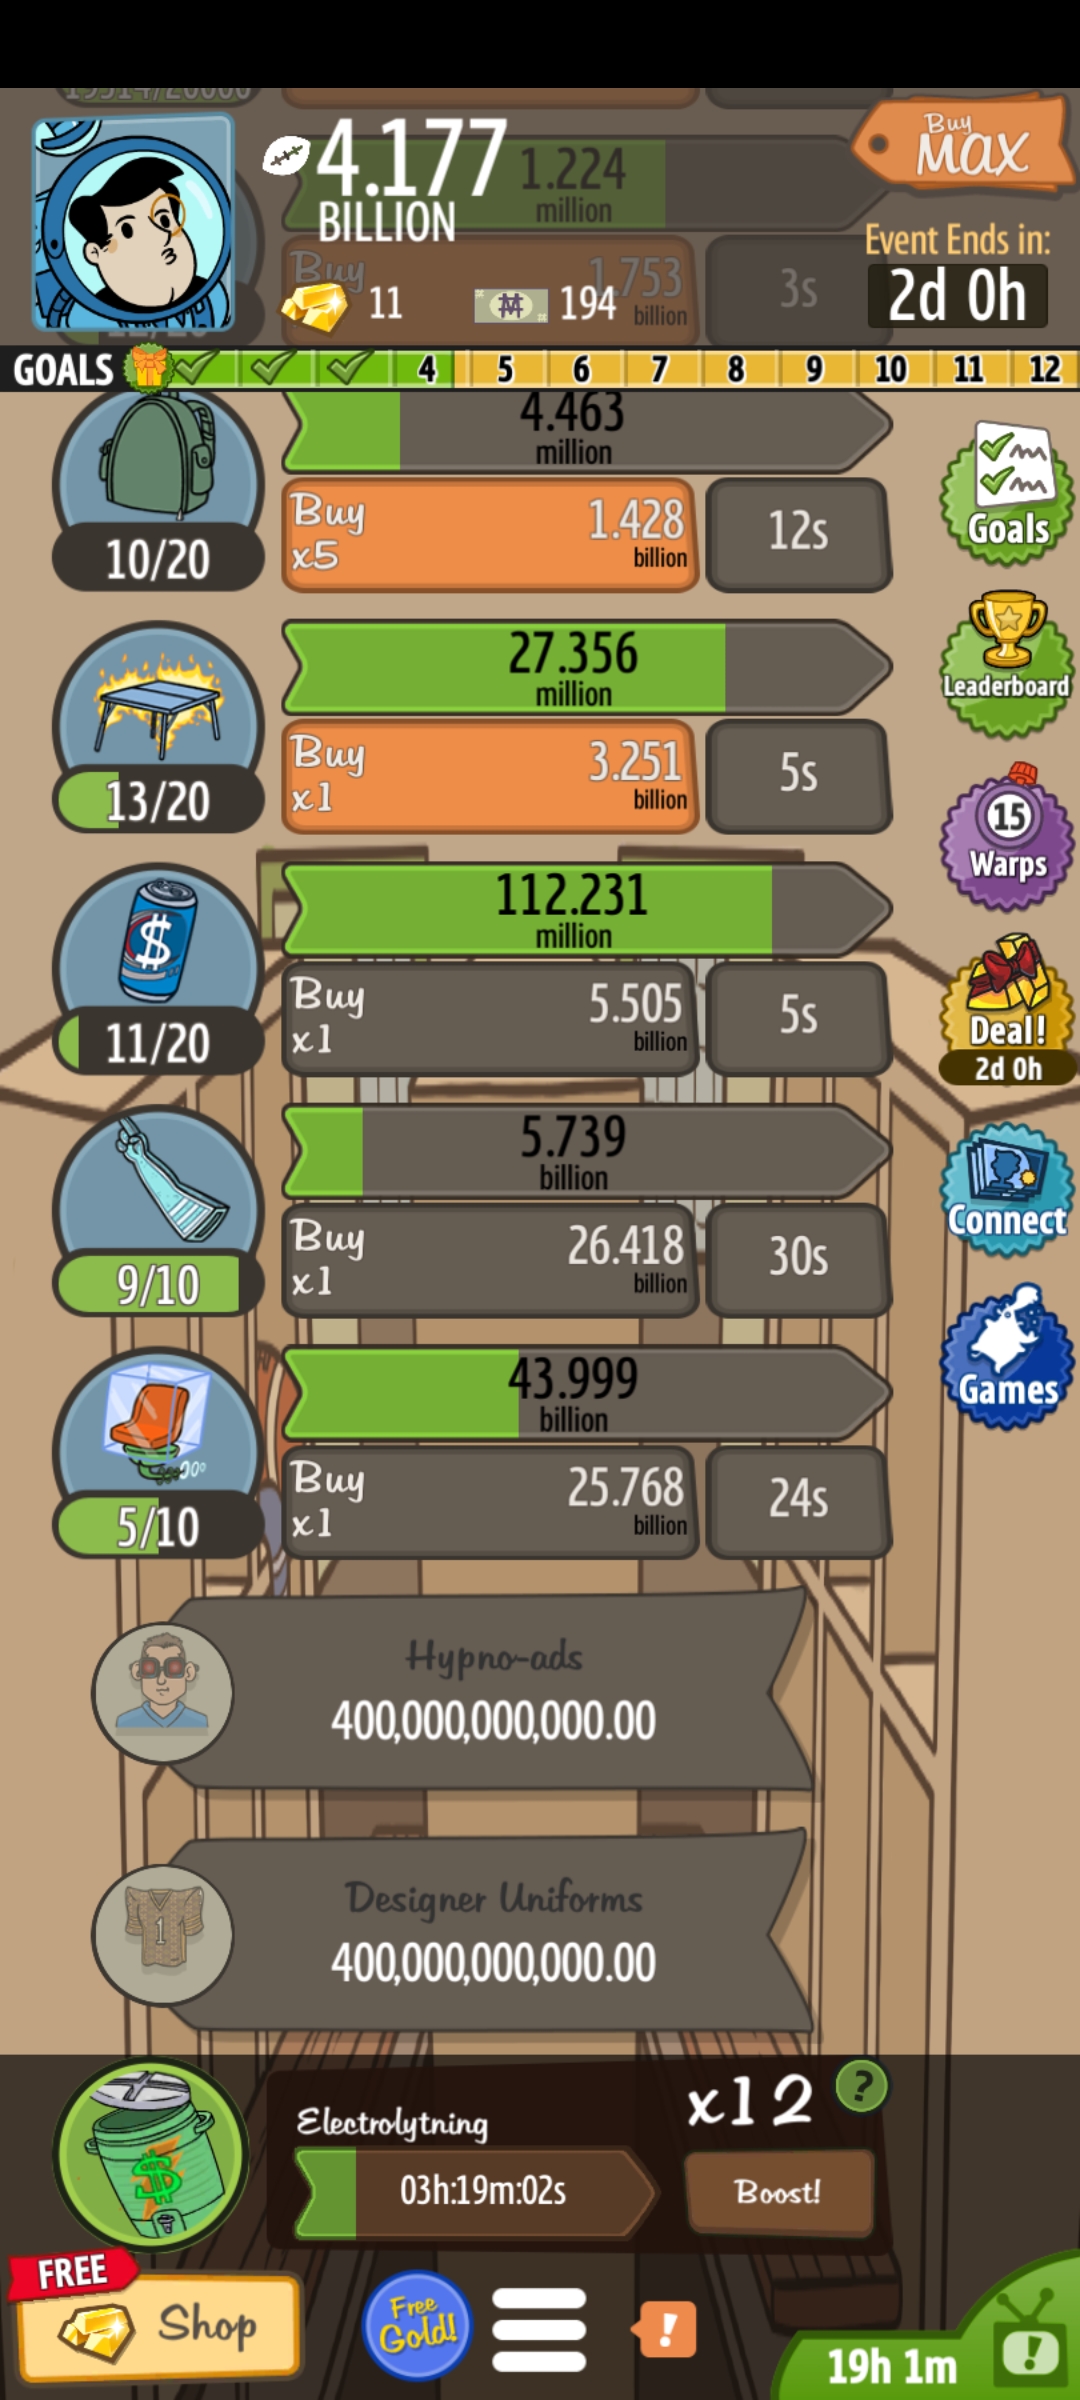 19514/20000
4.177
BILLION
1.224
million
Buy
MAX
Buy
1.753
billion
3s
11
194
Event Ends in:
2d 0h
GOALS
4 5 6 7 8 9 10 11 12
4.463
million
Buy
x5
1.428
billion
12s
10/20
Goals
27.356
million
Buy
x1
3.251
billion
5s
13/20
Leaderboard
15
Warps
112.231
million
Buy
x1
5.505
billion
5s
11/20
Deal!
2d 0h
5.739
billion
Buy
x1
26.418
billion
30s
9/10
Connect
43.999
billion
Buy
x1
25.768
billion
24s
5/10
Games
Hypno-ads
400,000,000,000.00
1
Designer Uniforms
400,000,000,000.00
Electrolytning
03h:19m:02s
x12
?
Boost!
FREE
Shop
Free
Gold!
!
19h 1m
!